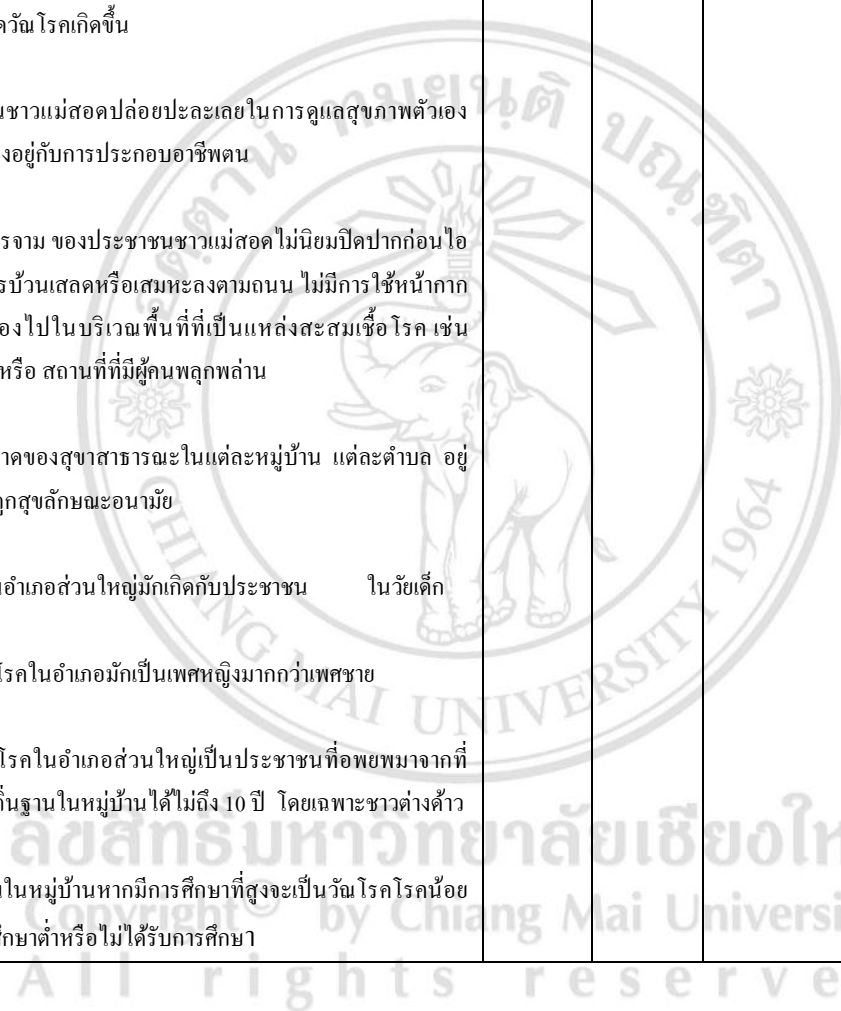 ดวัณโรคเกิดขึ้น
นชาวแม่สอดปล่อยปะละเลยในการดูแลสุขภาพตัวเอง
งอยู่กับการประกอบอาชีพตน
รจาม ของประชาชนชาวแม่สอดไม่นิยมปิดปากก่อนไอ
รบ้วนเสลดหรือเสมหะลงตามถนน ไม่มีการใช้หน้ากาก
องไปในบริเวณพื้นที่ที่เป็นแหล่งสะสมเชื้อโรค เช่น
หรือ สถานที่ที่มีผู้คนพลุกพล่าน
าดของสุขาสาธารณะในแต่ละหมู่บ้าน แต่ละตำบล อยู่
ถูกสุขลักษณะอนามัย
นอำเภอส่วนใหญ่มักเกิดกับประชาชน ในวัยเด็ก
โรคในอำเภอมักเป็นเพศหญิงมากกว่าเพศชาย
โรคในอำเภอส่วนใหญ่เป็นประชาชนที่อพยพมาจากที่
ถิ่นฐานในหมู่บ้านได้ไม่ถึง 10 ปี โดยเฉพาะชาวต่างด้าว
นในหมู่บ้านหากมีการศึกษาที่สูงจะเป็นวัณโรคโรคน้อย
ศึกษาต่ำหรือไม่ได้รับการศึกษา
CHIANG MAI UNIVERSITY 1964
ลิขสิทธิ์มหาวิทยาลัยเชียงให
Copyright© by Chiang Mai Universi
All rights reserve